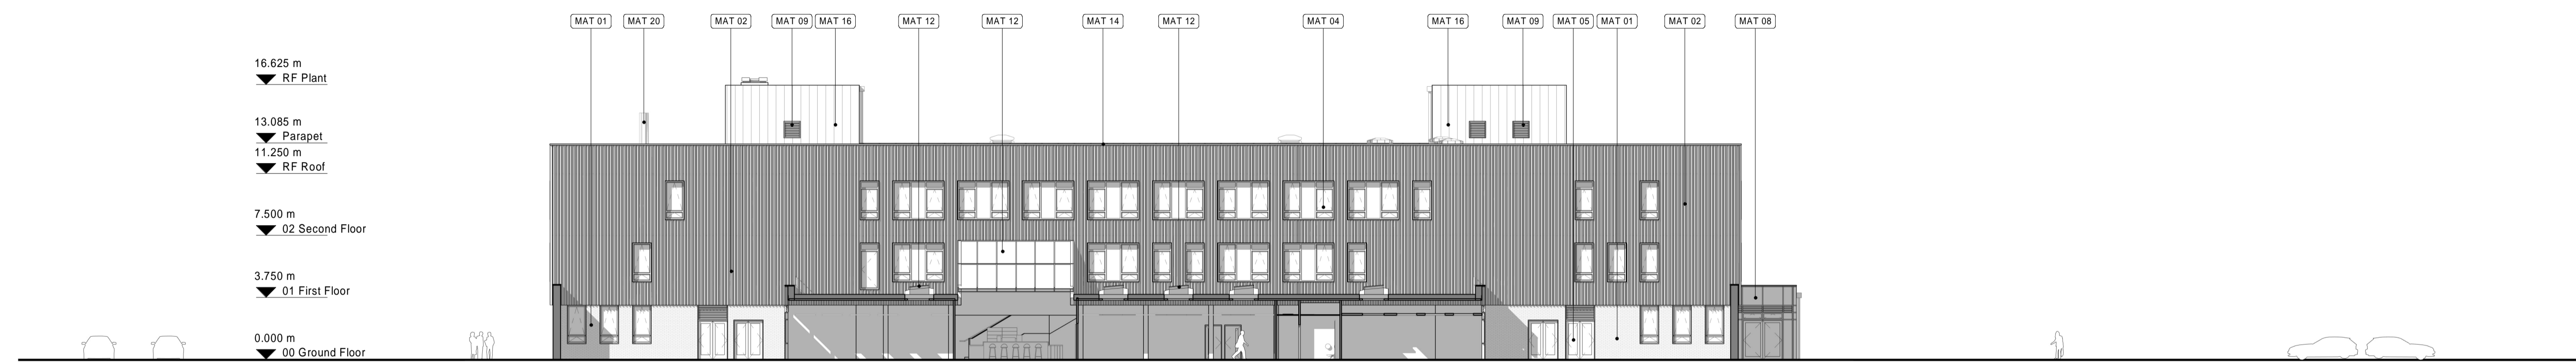 MAT 01
MAT 20
MAT 02
MAT 09
MAT 16
MAT 12
MAT 12
MAT 14
MAT 12
MAT 04
MAT 16
MAT 09
MAT 05
MAT 01
MAT 02
MAT 08
16.625 m
RF Plant
13.085 m
Parapet
11.250 m
RF Roof
7.500 m
02 Second Floor
3.750 m
01 First Floor
0.000 m
00 Ground Floor